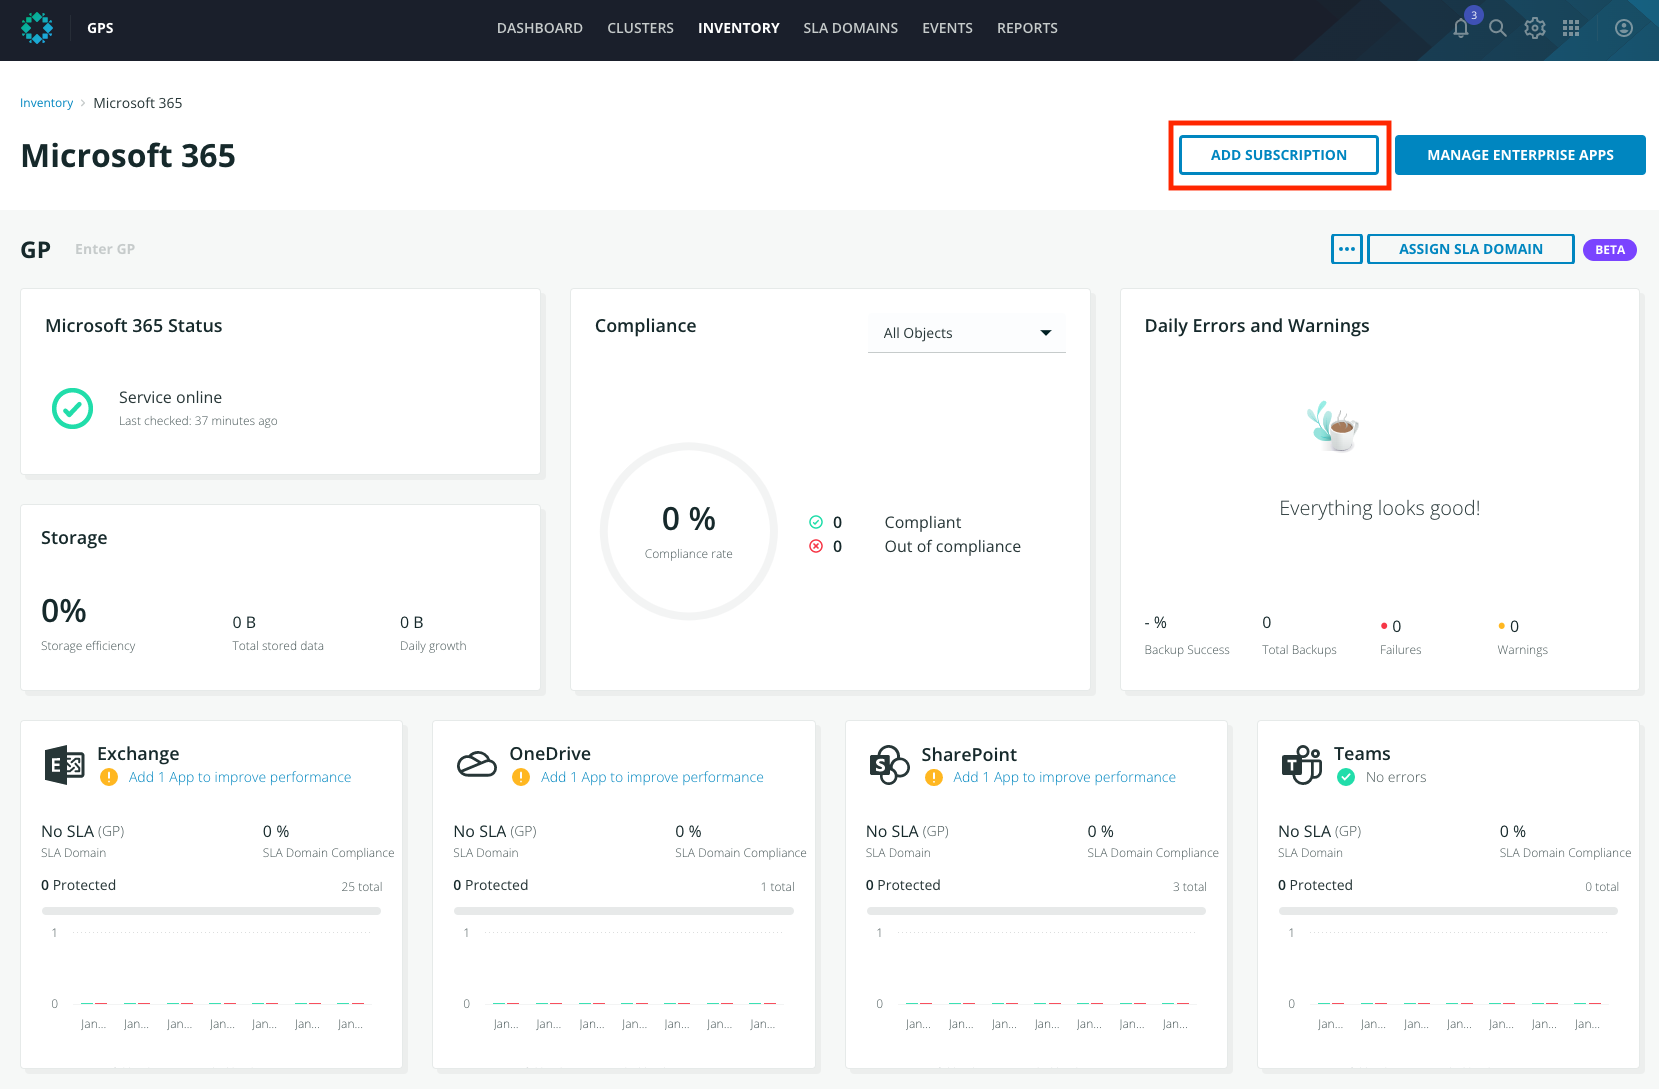 GPS
DASHBOARD CLUSTERS INVENTORY SLA DOMAINS EVENTS REPORTS
3
Inventory › Microsoft 365
Microsoft 365
ADD SUBSCRIPTION
MANAGE ENTERPRISE APPS
GP Enter GP
••• ASSIGN SLA DOMAIN BETA
Microsoft 365 Status
Service online
Last checked: 37 minutes ago
Storage
0% 0 B 0 B
Storage efficiency Total stored data Daily growth
Compliance All Objects
0 %
Compliance rate
0 Compliant
0 Out of compliance
Daily Errors and Warnings
Everything looks good!
- % 0 0 0
Backup Success Total Backups Failures Warnings
Exchange
Add 1 App to improve performance
No SLA (GP) 0 %
SLA Domain SLA Domain Compliance
0 Protected 25 total
1
0
Jan... Jan... Jan... Jan... Jan... Jan... Jan...
OneDrive
Add 1 App to improve performance
No SLA (GP) 0 %
SLA Domain SLA Domain Compliance
0 Protected 1 total
1
0
Jan... Jan... Jan... Jan... Jan... Jan... Jan...
SharePoint
Add 1 App to improve performance
No SLA (GP) 0 %
SLA Domain SLA Domain Compliance
0 Protected 3 total
1
0
Jan... Jan... Jan... Jan... Jan... Jan... Jan...
Teams
No errors
No SLA (GP) 0 %
SLA Domain SLA Domain Compliance
0 Protected 0 total
1
0
Jan... Jan... Jan... Jan... Jan... Jan... Jan...